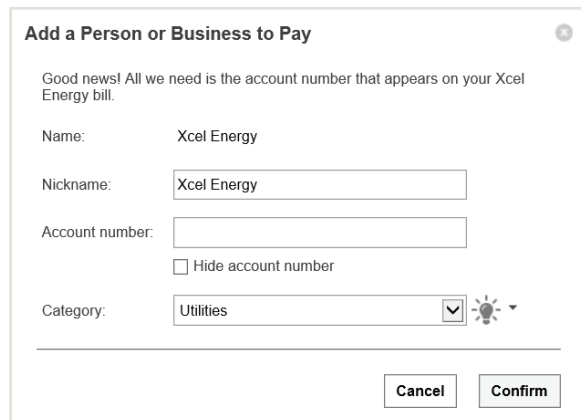 Add a Person or Business to Pay
Good news! All we need is the account number that appears on your Xcel
Energy bill.
Name: Xcel Energy
Nickname: Xcel Energy
Account number:
Hide account number
Category: Utilities
Cancel Confirm